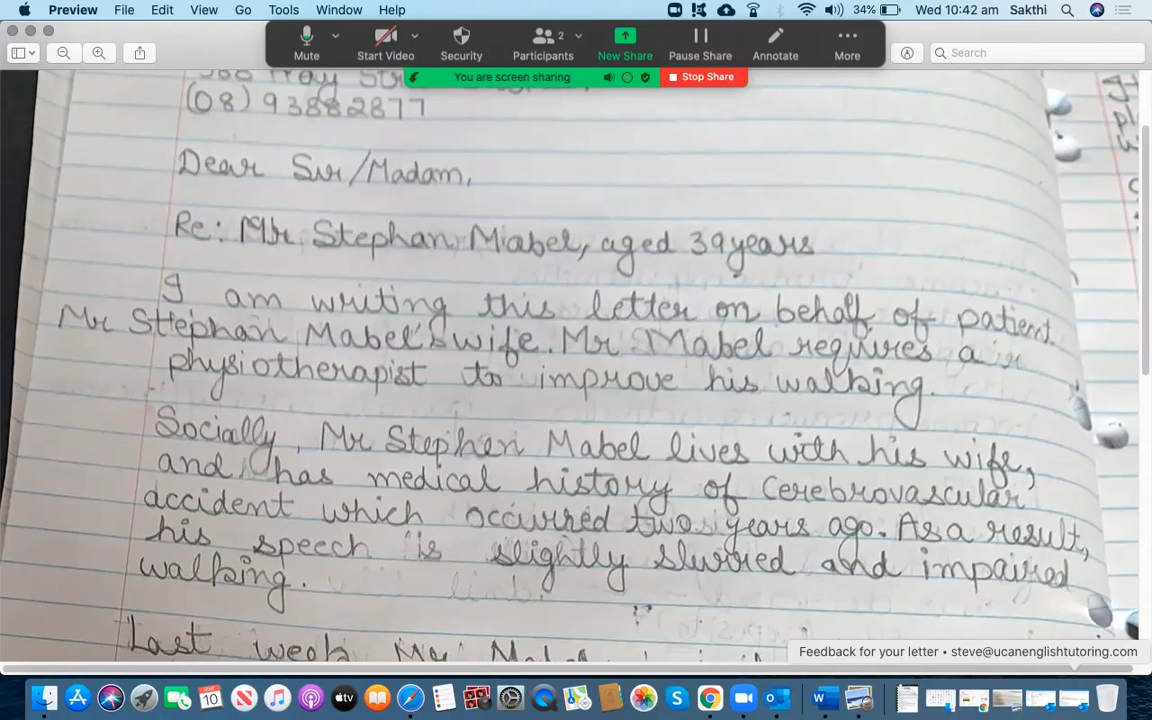 Preview File Edit View Go Tools Window Help 34% Wed 10:42 am Sakthi
Mute Start Video Security Participants 2 New Share Pause Share Annotate More Search
You are screen sharing Stop Share
(08) 93882877
Dear Sir/Madam,
Re: Mr Stephan Mabel, aged 39years
I am writing this letter on behalf of patient
Mr Stephan Mabel's wife. Mr. Mabel requires a
physiotherapist to improve his walking.
Socially, Mr Stephen Mabel lives with his wife,
and has medical history of Cerebrovascular
accident which occurred two years ago. As a result,
his speech is slightly slurred and impaired
walking.
Last week Mr Mabel
Feedback for your letter • steve@ucanenglishtutoring.com